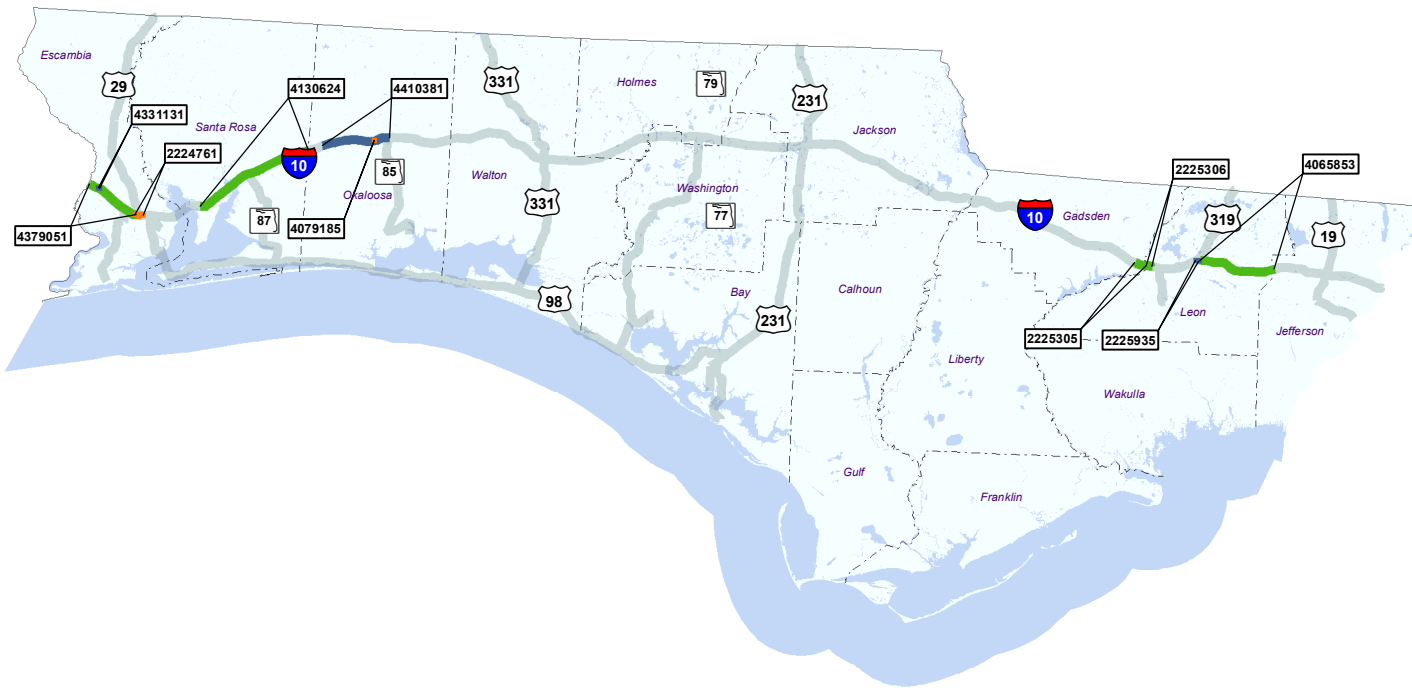 Escambia
29
4331131
Santa Rosa
2224761
4130624
4410381
10
85
Okaloosa
87
4079185
4379051
331
Walton
331
Holmes
79
231
Jackson
Washington
77
98
Bay
231
Calhoun
Gulf
Liberty
Franklin
10
Gadsden
2225306
4065853
319
19
2225305
2225935
Leon
Jefferson
Wakulla